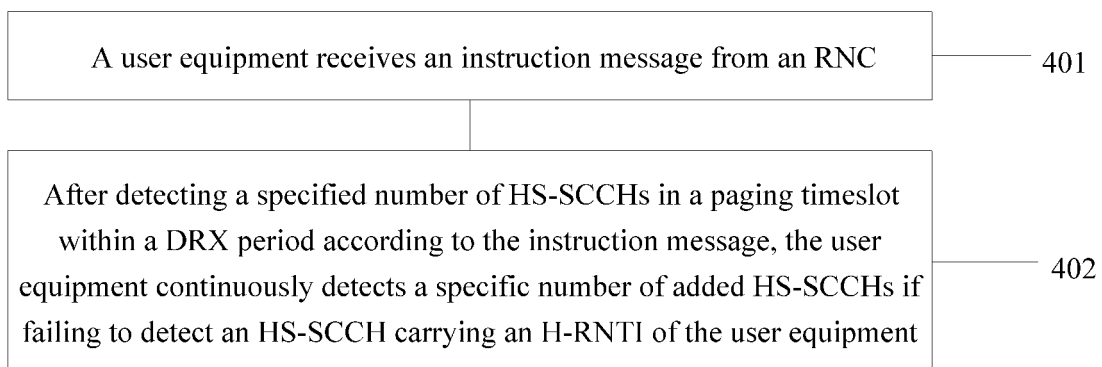 A user equipment receives an instruction message from an RNC
401
After detecting a specified number of HS-SCCHs in a paging timeslot
within a DRX period according to the instruction message, the user
equipment continuously detects a specific number of added HS-SCCHs if
failing to detect an HS-SCCH carrying an H-RNTI of the user equipment
402